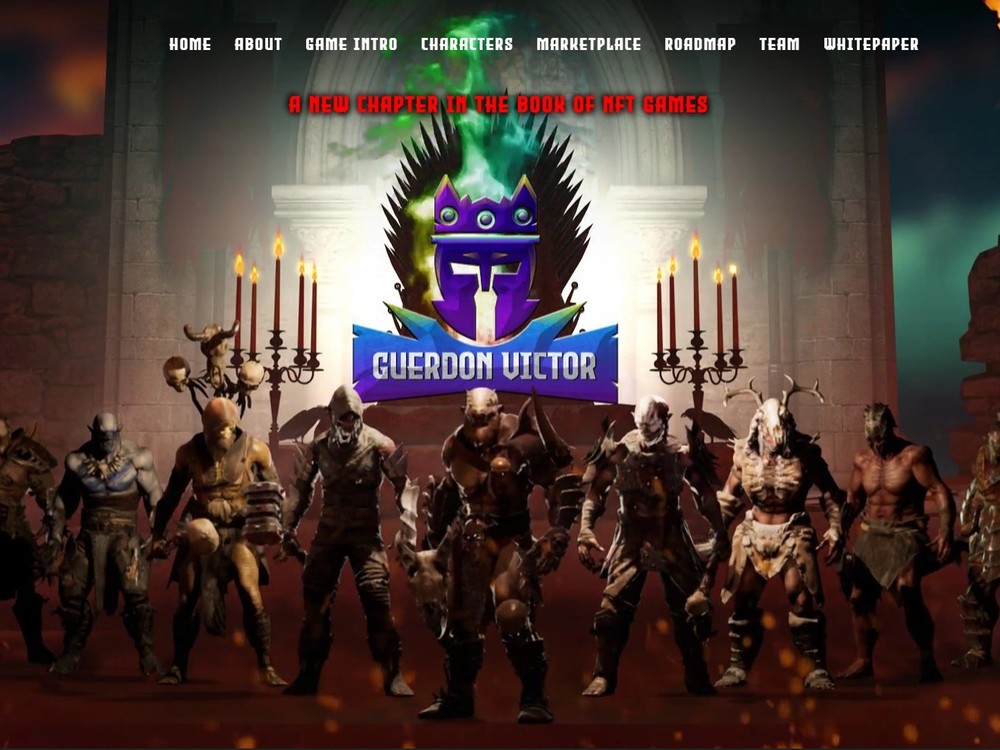 HOME ABOUT GAME INTRO CHARACTERS MARKETPLACE ROADMAP TEAM WHITEPAPER
A NEW CHAPTER IN THE BOOK OF NFT GAMES
GUERDON VICTOR